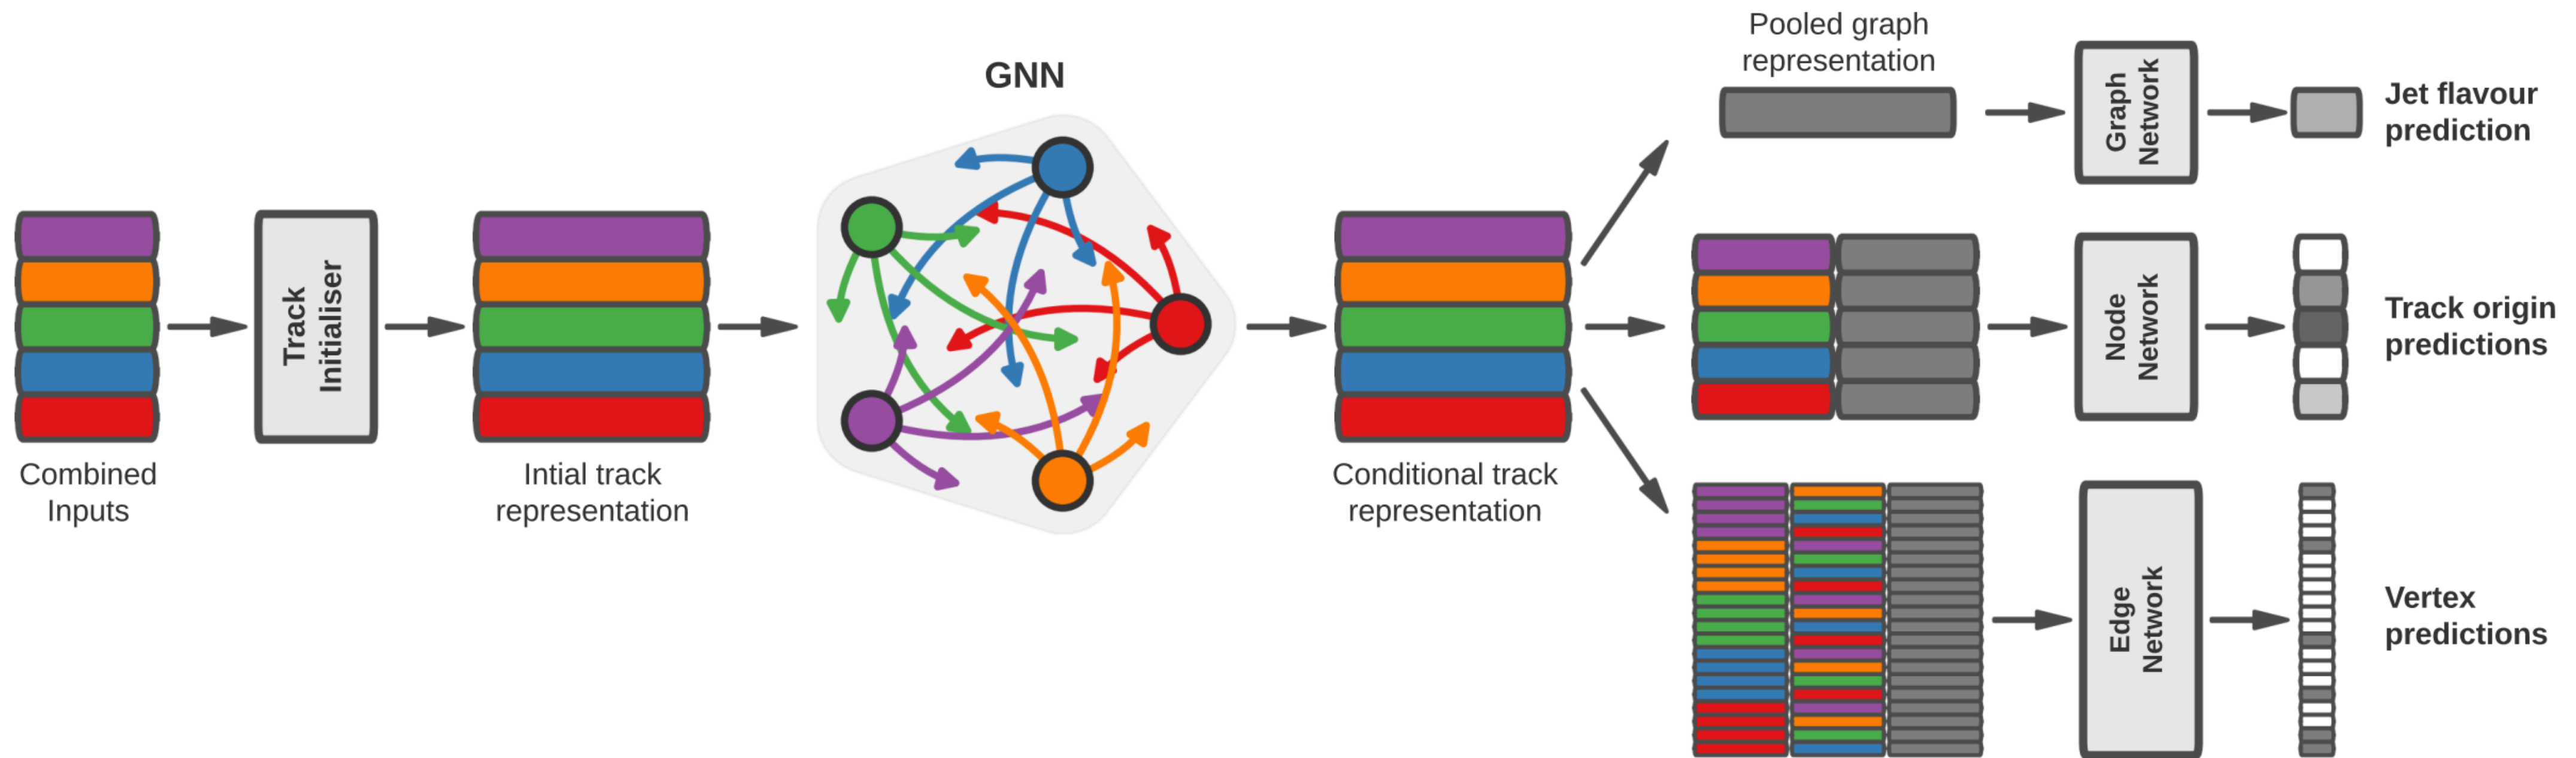 Combined
Inputs
Track
Initialiser
Intial track
representation
GNN
Conditional track
representation
Pooled graph
representation
Graph
Network
Jet flavour
prediction
Node
Network
Track origin
predictions
Edge
Network
Vertex
predictions